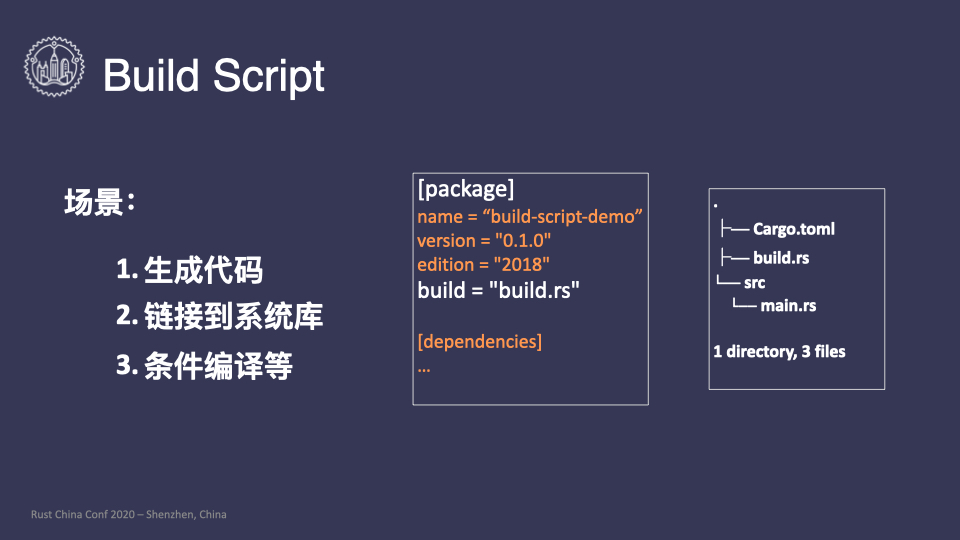 Build Script
场景：
1. 生成代码
2. 链接到系统库
3. 条件编译等
[package]
name = “build-script-demo”
version = "0.1.0"
edition = "2018"
build = "build.rs"
[dependencies]
...
.
├── Cargo.toml
├── build.rs
└── src
    └── main.rs
1 directory, 3 files
Rust China Conf 2020 – Shenzhen, China